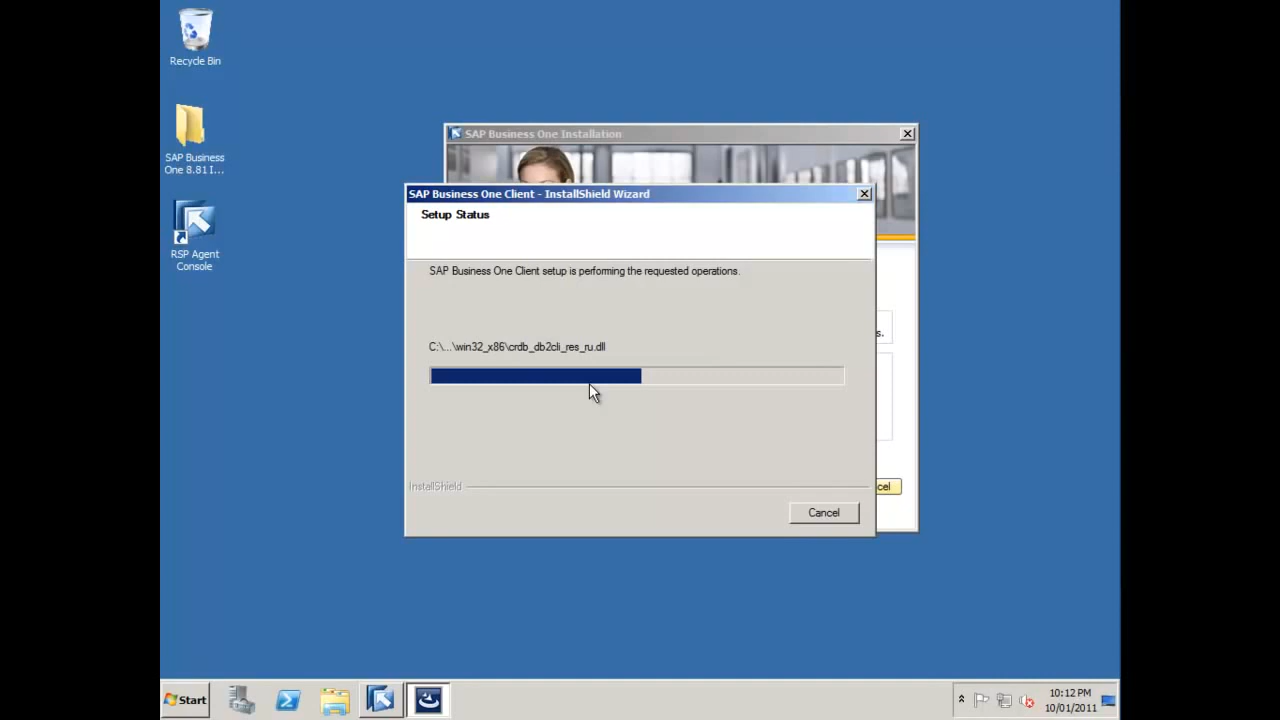 Recycle Bin
SAP Business
One 8.81 I...
RSP Agent
Console
SAP Business One Installation
SAP Business One Client - InstallShield Wizard
Setup Status
SAP Business One Client setup is performing the requested operations.
C:\...\win32_x86\crdb_db2cli_res_ru.dll
InstallShield
Cancel
s.
cel
Start
10:12 PM
10/01/2011